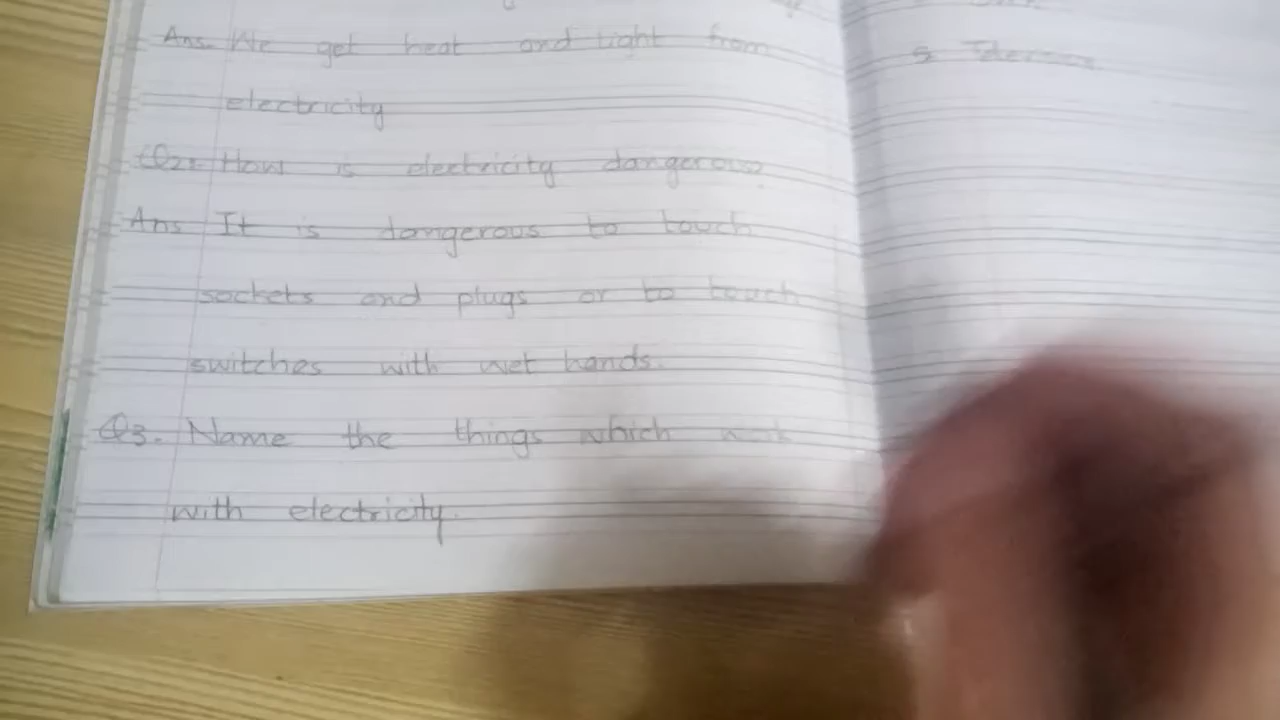 Ans. We get heat and light from
electricity
Q2. How is electricity dangerous?
Ans It is dangerous to touch
sockets and plugs or to touch
switches with wet hands.
Q3. Name the things which work
with electricity.
5